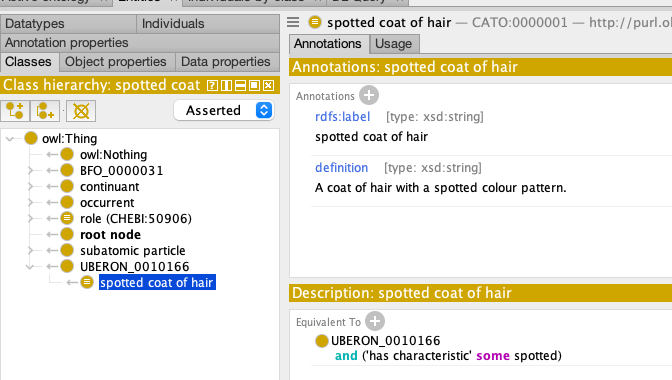 Entities
Individuals by class
DL Query
Datatypes
Individuals
Annotation properties
Classes
Object properties
Data properties
Class hierarchy: spotted coat
Asserted
owl:Thing
owl:Nothing
BFO_0000031
continuant
occurrent
role (CHEBI:50906)
root node
subatomic particle
UBERON_0010166
spotted coat of hair
spotted coat of hair — CATO:0000001 — http://purl.ol
Annotations
Usage
Annotations: spotted coat of hair
Annotations
rdfs:label [type: xsd:string]
spotted coat of hair
definition [type: xsd:string]
A coat of hair with a spotted colour pattern.
Description: spotted coat of hair
Equivalent To
UBERON_0010166
and ('has characteristic' some spotted)